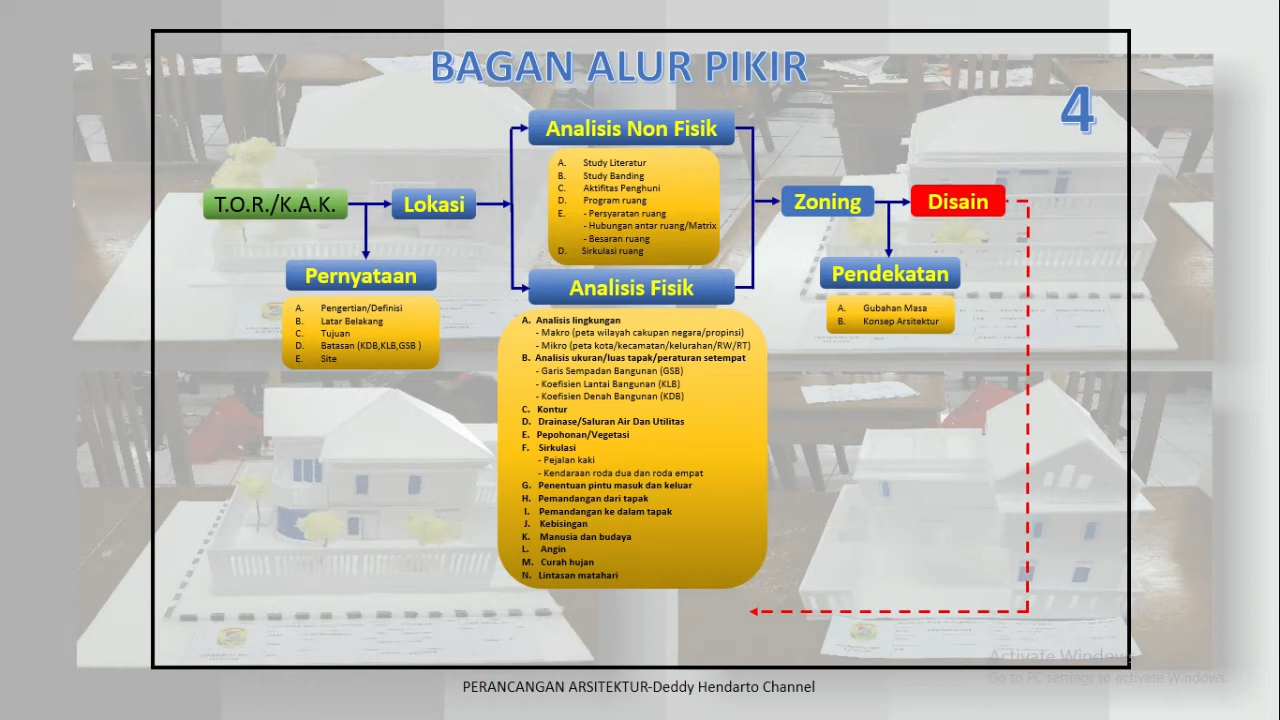 BAGAN ALUR PIKIR
4
T.O.R./K.A.K.
Lokasi
Pernyataan
A. Pengertian/Definisi
B. Latar Belakang
C. Tujuan
D. Batasan (KDB,KLB,GSB )
E. Site
Analisis Non Fisik
A. Study Literatur
B. Study Banding
C. Aktifitas Penghuni
D. Program ruang
E. - Persyaratan ruang
- Hubungan antar ruang/Matrix
- Besaran ruang
D. Sirkulasi ruang
Analisis Fisik
A. Analisis lingkungan
- Makro (peta wilayah cakupan negara/propinsi)
- Mikro (peta kota/kecamatan/kelurahan/RW/RT)
B. Analisis ukuran/luas tapak/peraturan setempat
- Garis Sempadan Bangunan (GSB)
- Koefisien Lantai Bangunan (KLB)
- Koefisien Denah Bangunan (KDB)
C. Kontur
D. Drainase/Saluran Air Dan Utilitas
E. Pepohonan/Vegetasi
F. Sirkulasi
- Pejalan kaki
- Kendaraan roda dua dan roda empat
G. Penentuan pintu masuk dan keluar
H. Pemandangan dari tapak
I. Pemandangan ke dalam tapak
J. Kebisingan
K. Manusia dan budaya
L. Angin
M. Curah hujan
N. Lintasan matahari
Zoning
Disain
Pendekatan
A. Gubahan Masa
B. Konsep Arsitektur
Activate Windows
Go to PC settings to activate Windows.
PERANCANGAN ARSITEKTUR-Deddy Hendarto Channel